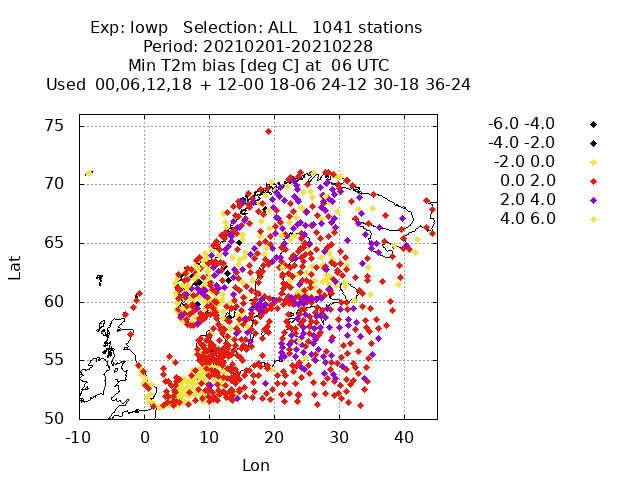 Exp: lowp   Selection: ALL   1041 stations
Period: 20210201-20210228
Min T2m bias [deg C] at  06 UTC
Used  00,06,12,18  + 12-00 18-06 24-12 30-18 36-24
-6.0 -4.0
-4.0 -2.0
-2.0 0.0
0.0 2.0
2.0 4.0
4.0 6.0
75
70
65
60
55
50
Lat
-10 0 10 20 30 40
Lon